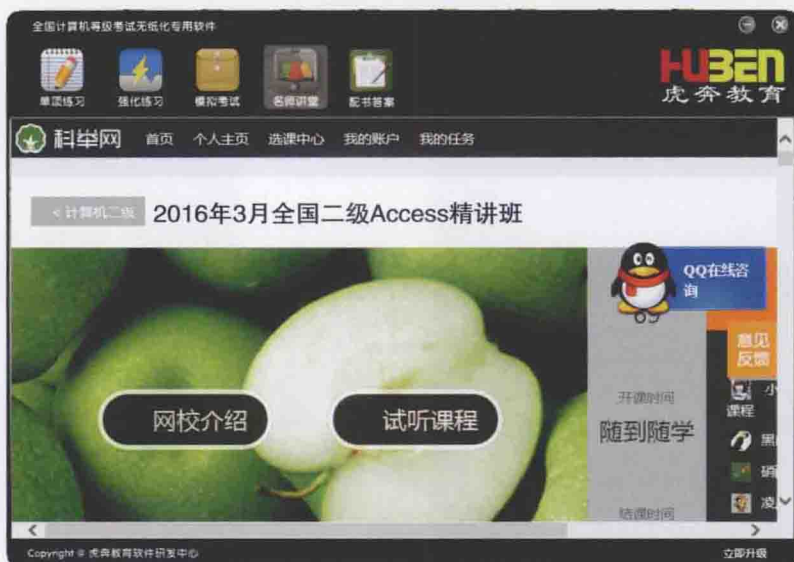 全国计算机等级考试无纸化专用软件
单项练习 强化练习 模拟考试 名师讲堂 配书答案
HUBEN
虎奔教育
科举网 首页 个人主页 选课中心 我的账户 我的任务
< 计算机二级 2016年3月全国二级Access精讲班
QQ在线咨
询
意见
反馈
网校介绍 试听课程
开课时间
随到随学
小
课程
黑
硝
凌
结课时间
Copyright @ 虎奔教育软件研发中心 立即升级